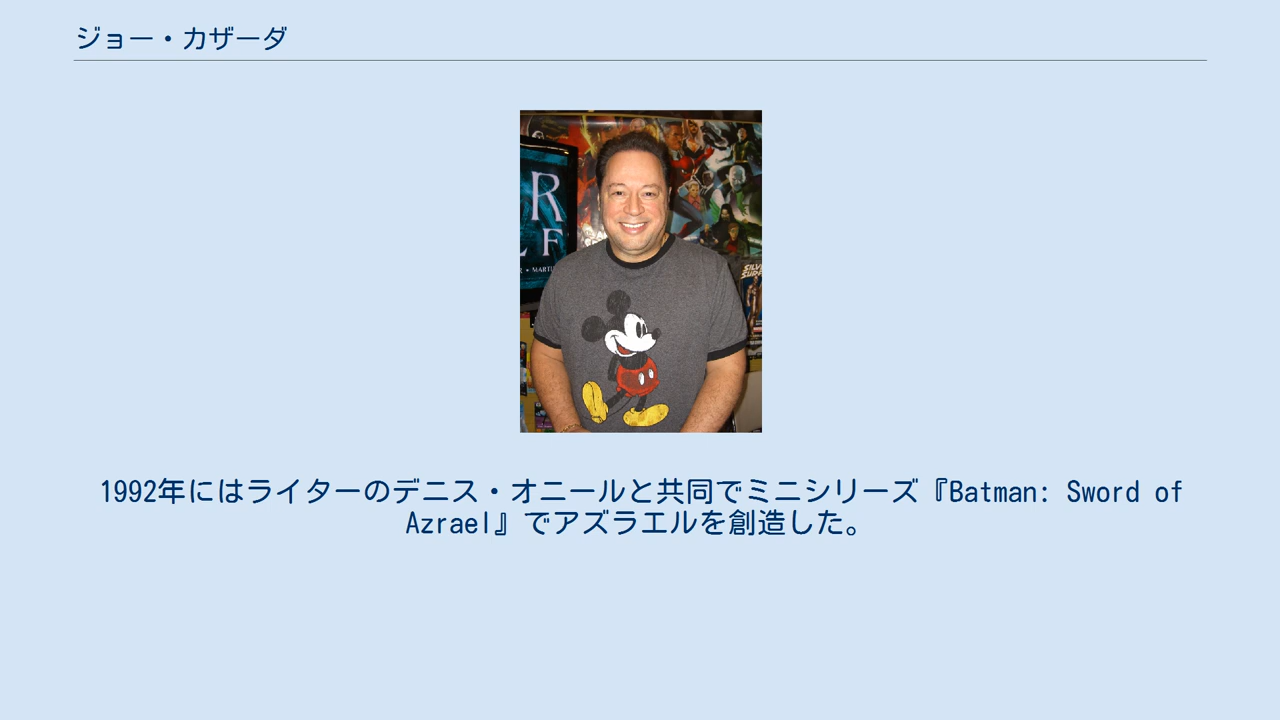 ジョー・カザーダ
R
L F
SILVER
SURFER
1992年にはライターのデニス・オニールと共同でミニシリーズ『Batman: Sword of
Azrael』でアズラエルを創造した。